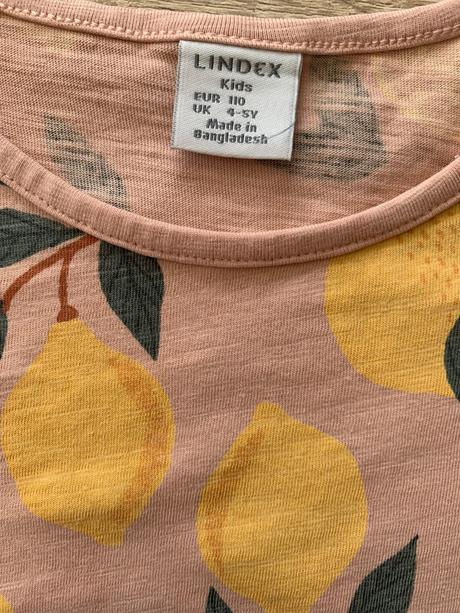 LINDEX
Kids
EUR 110
UK 4-5Y
Made in
Bangladesh